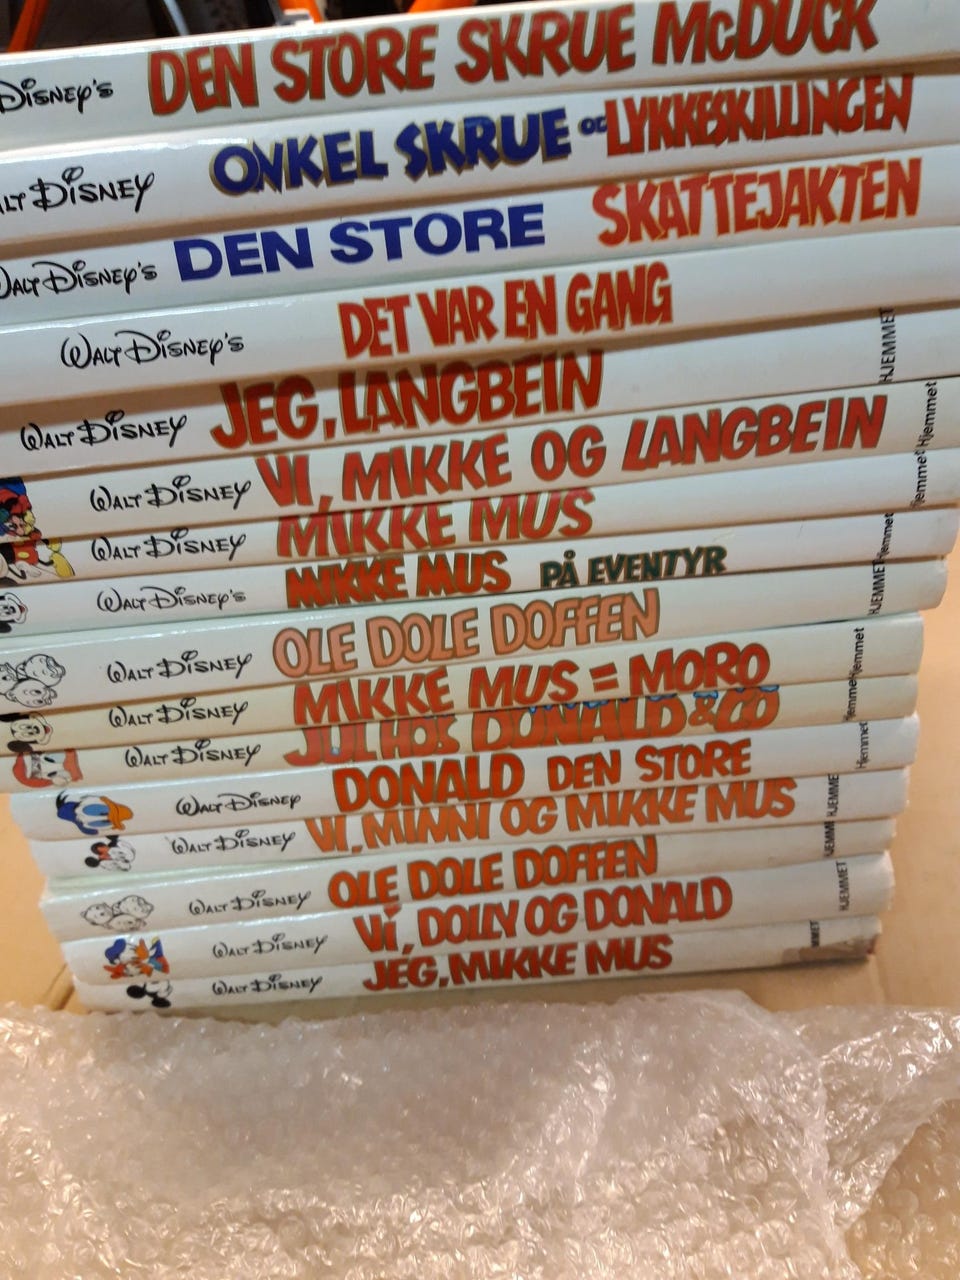 DISNEY'S DEN STORE SKRUE McDUCK
WALT DISNEY ONKEL SKRUE OG LYKKESKILLINGEN
WALT DISNEY'S DEN STORE SKATTEJAKTEN
WALT DISNEY'S DET VAR EN GANG HJEMMET
WALT DISNEY JEG, LANGBEIN Hjemmet
WALT DISNEY VI, MIKKE OG LANGBEIN Hjemmet
WALT DISNEY MIKKE MUS Hjemmet
WALT DISNEY'S MIKKE MUS PÅ EVENTYR HJEMMET
WALT DISNEY OLE DOLE DOFFEN Hjemmet
WALT DISNEY MIKKE MUS = MORO Hjemmet
WALT DISNEY JUL HOS DONALD & CO Hjemmet
WALT DISNEY DONALD DEN STORE HJEMME
WALT DISNEY VI, MINNI OG MIKKE MUS HJEMM
WALT DISNEY OLE DOLE DOFFEN HJEMMET
WALT DISNEY VI, DOLLY OG DONALD MMET
WALT DISNEY JEG, MIKKE MUS